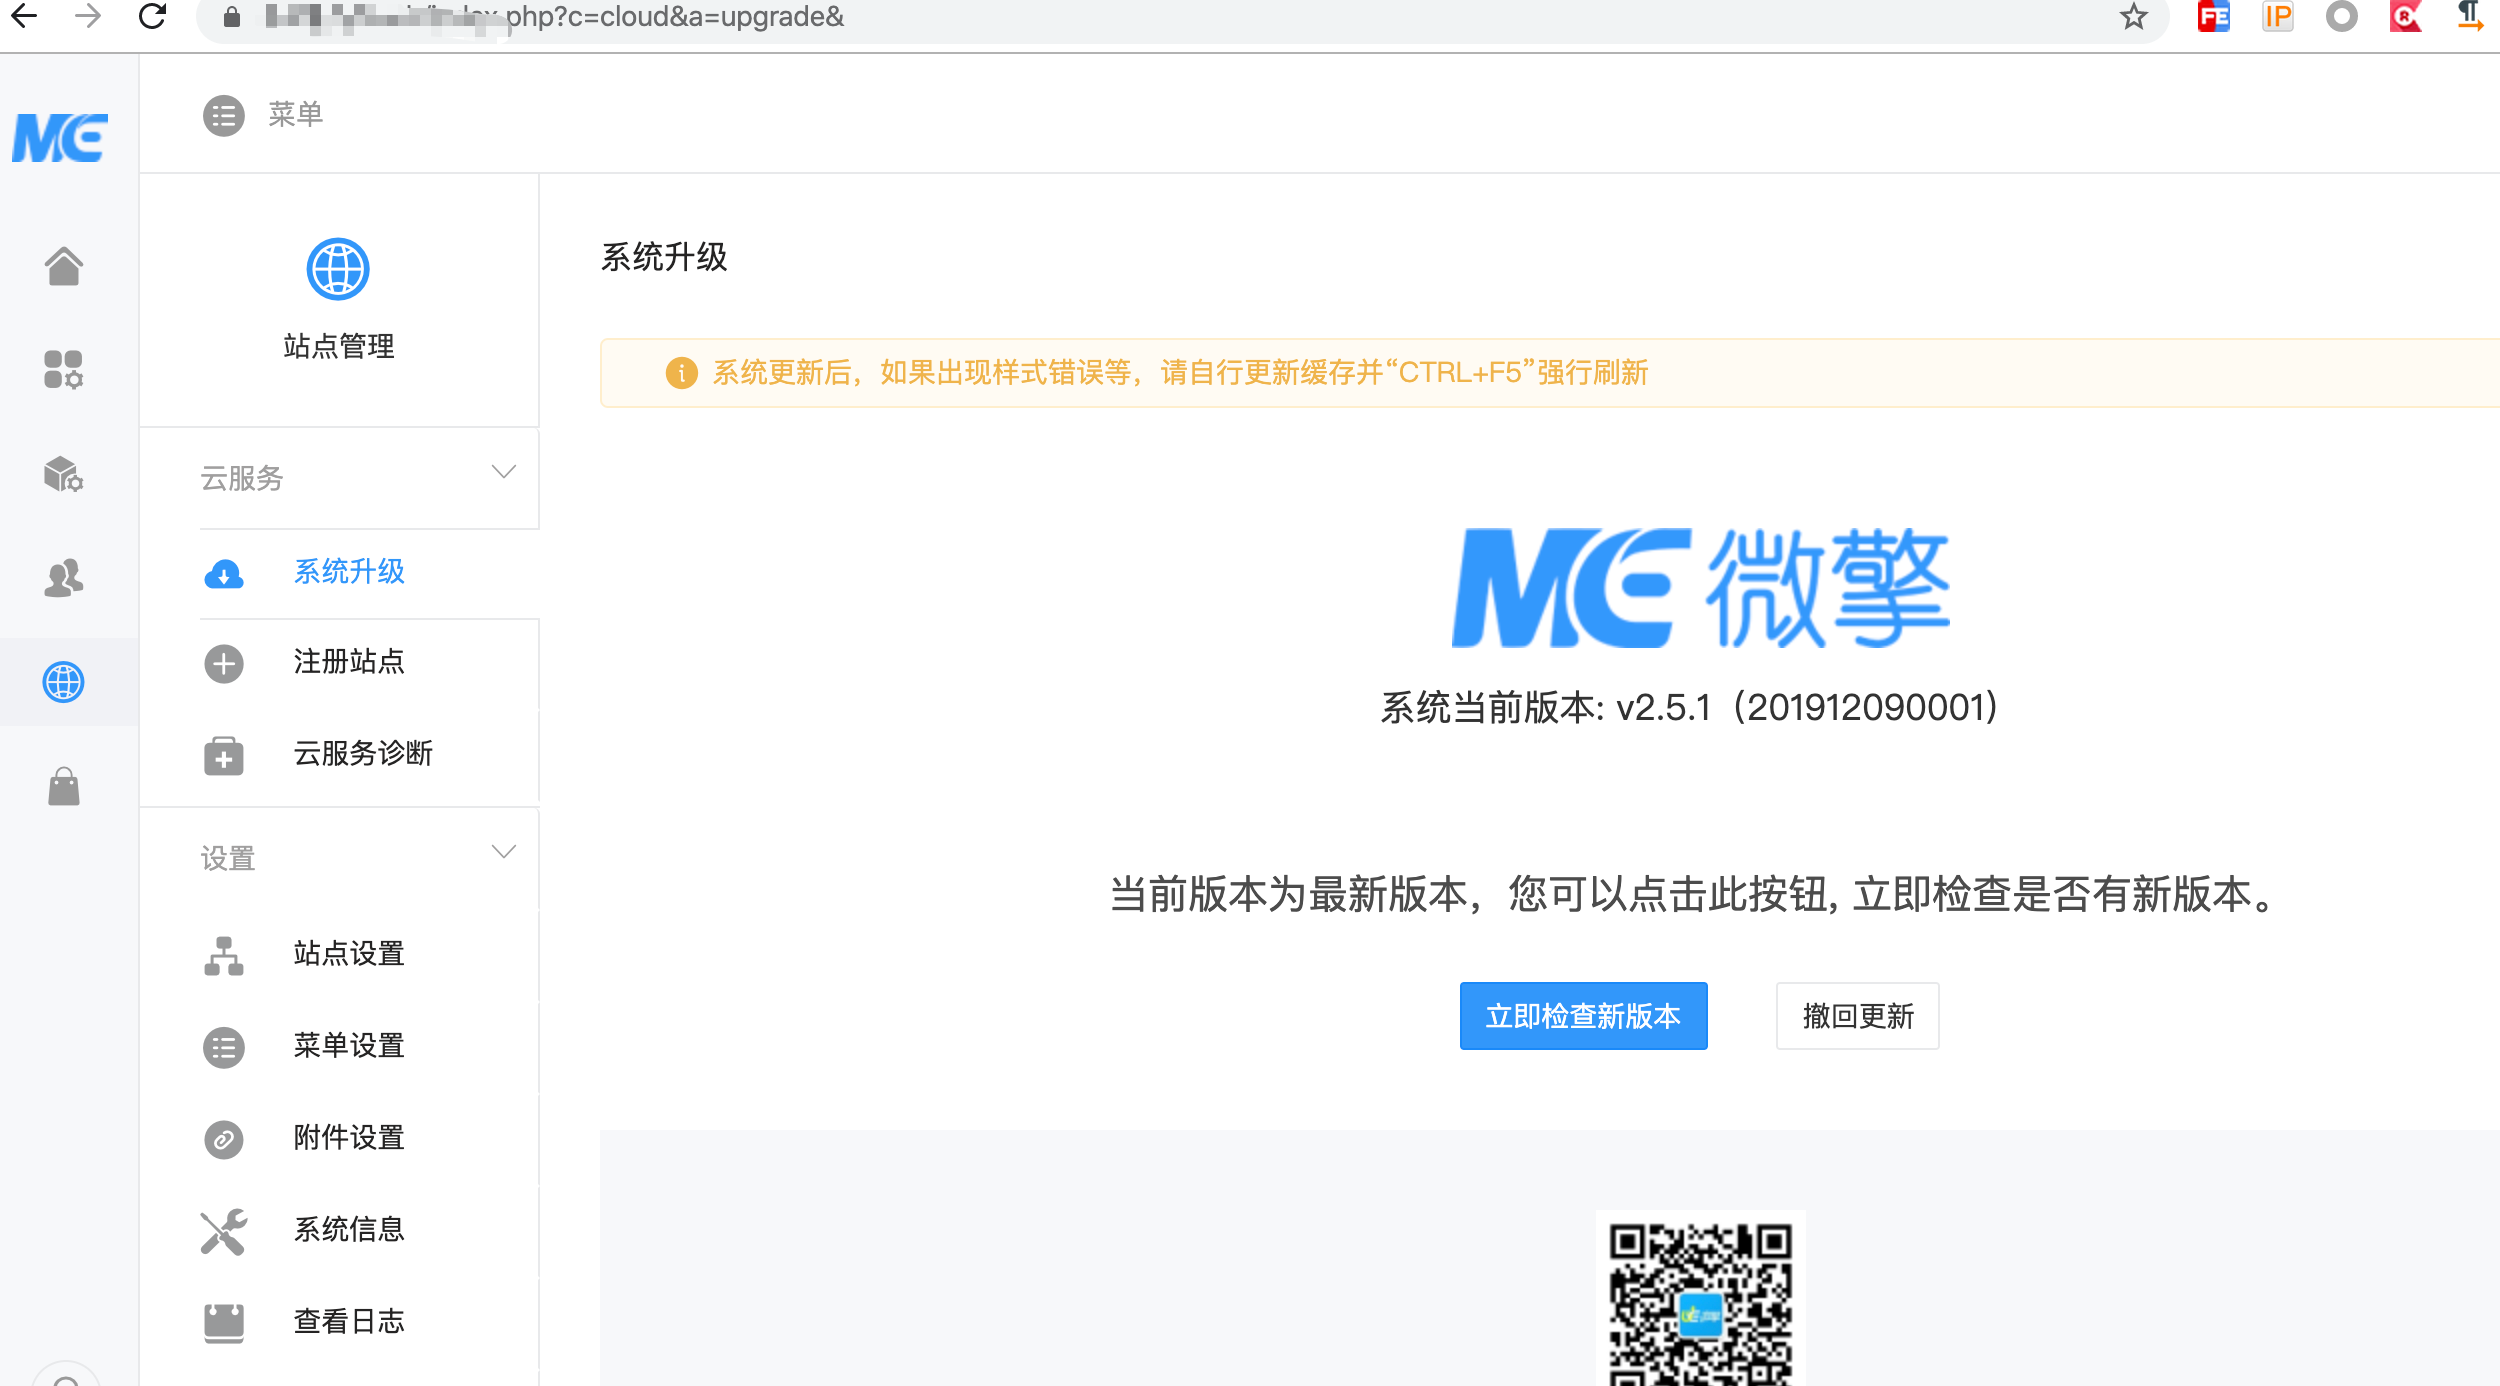 .php?c=cloud&a=upgrade&
FE
IP
R
菜单
站点管理
云服务
系统升级
注册站点
云服务诊断
设置
站点设置
菜单设置
附件设置
系统信息
查看日志
系统升级
系统更新后，如果出现样式错误等，请自行更新缓存并“CTRL+F5”强行刷新
微擎
系统当前版本: v2.5.1（201912090001）
当前版本为最新版本，您可以点击此按钮, 立即检查是否有新版本。
立即检查新版本
撤回更新